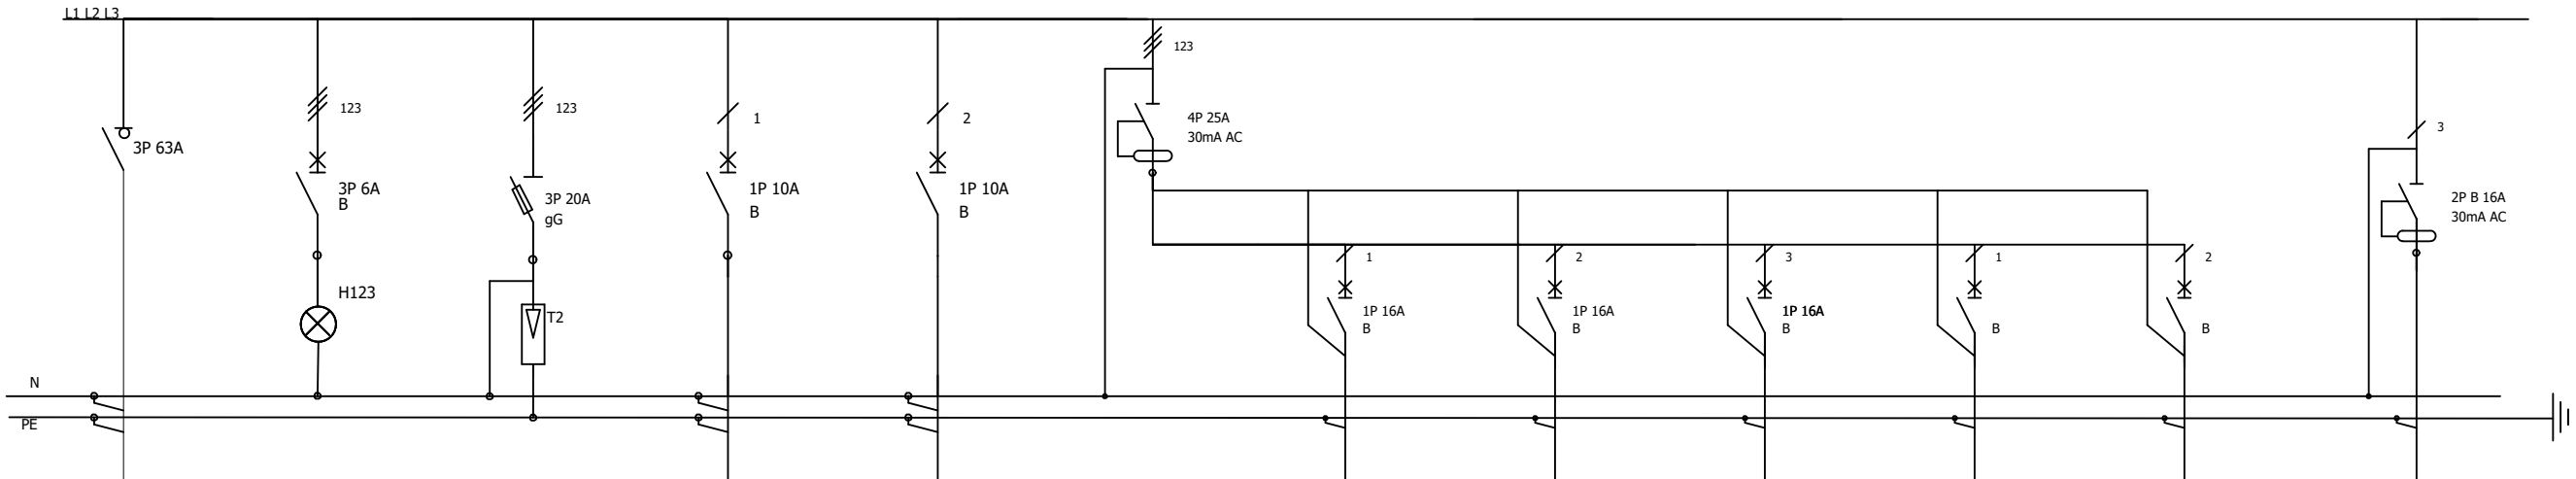 L1 L2 L3
3P 63A
123
3P 6A
B
H123
123
3P 20A
gG
T2
1
1P 10A
B
2
1P 10A
B
123
4P 25A
30mA AC
1
1P 16A
B
2
1P 16A
B
3
1P 16A
B
1
B
2
B
3
2P B 16A
30mA AC
N
PE